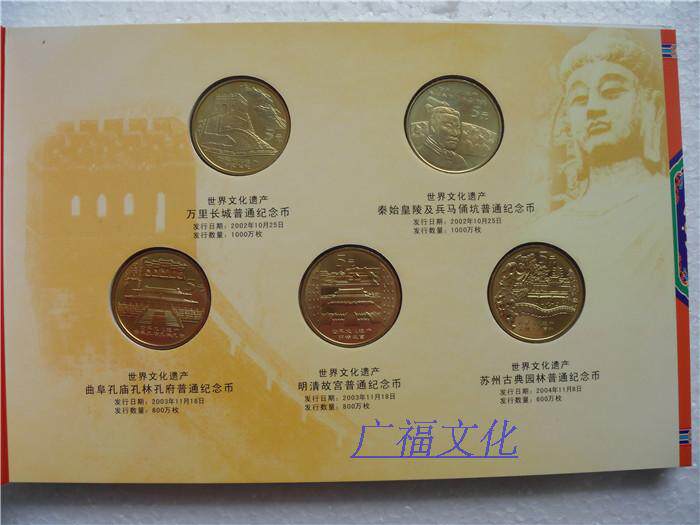 5元
5元
世界文化遗产
万里长城普通纪念币
发行日期：2002年10月25日
发行数量：1000万枚
世界文化遗产
秦始皇陵及兵马俑坑普通纪念币
发行日期：2002年10月25日
发行数量：1000万枚
5元
5元
5元
世界文化遗产
曲阜孔庙孔林孔府普通纪念币
发行日期：2003年11月18日
发行数量：800万枚
世界文化遗产
明清故宫普通纪念币
发行日期：2003年11月18日
发行数量：800万枚
世界文化遗产
苏州古典园林普通纪念币
发行日期：2004年11月8日
发行数量：600万枚
广福文化